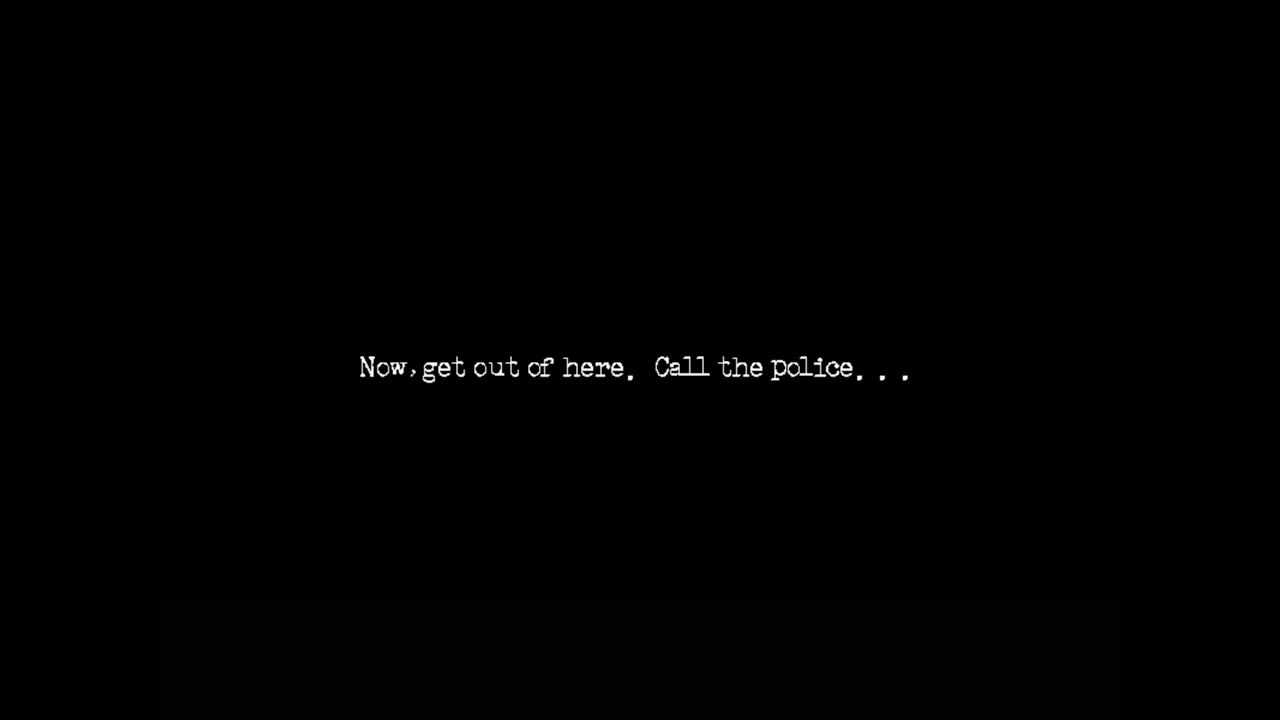 Now, get out of here.  Call the police. . .